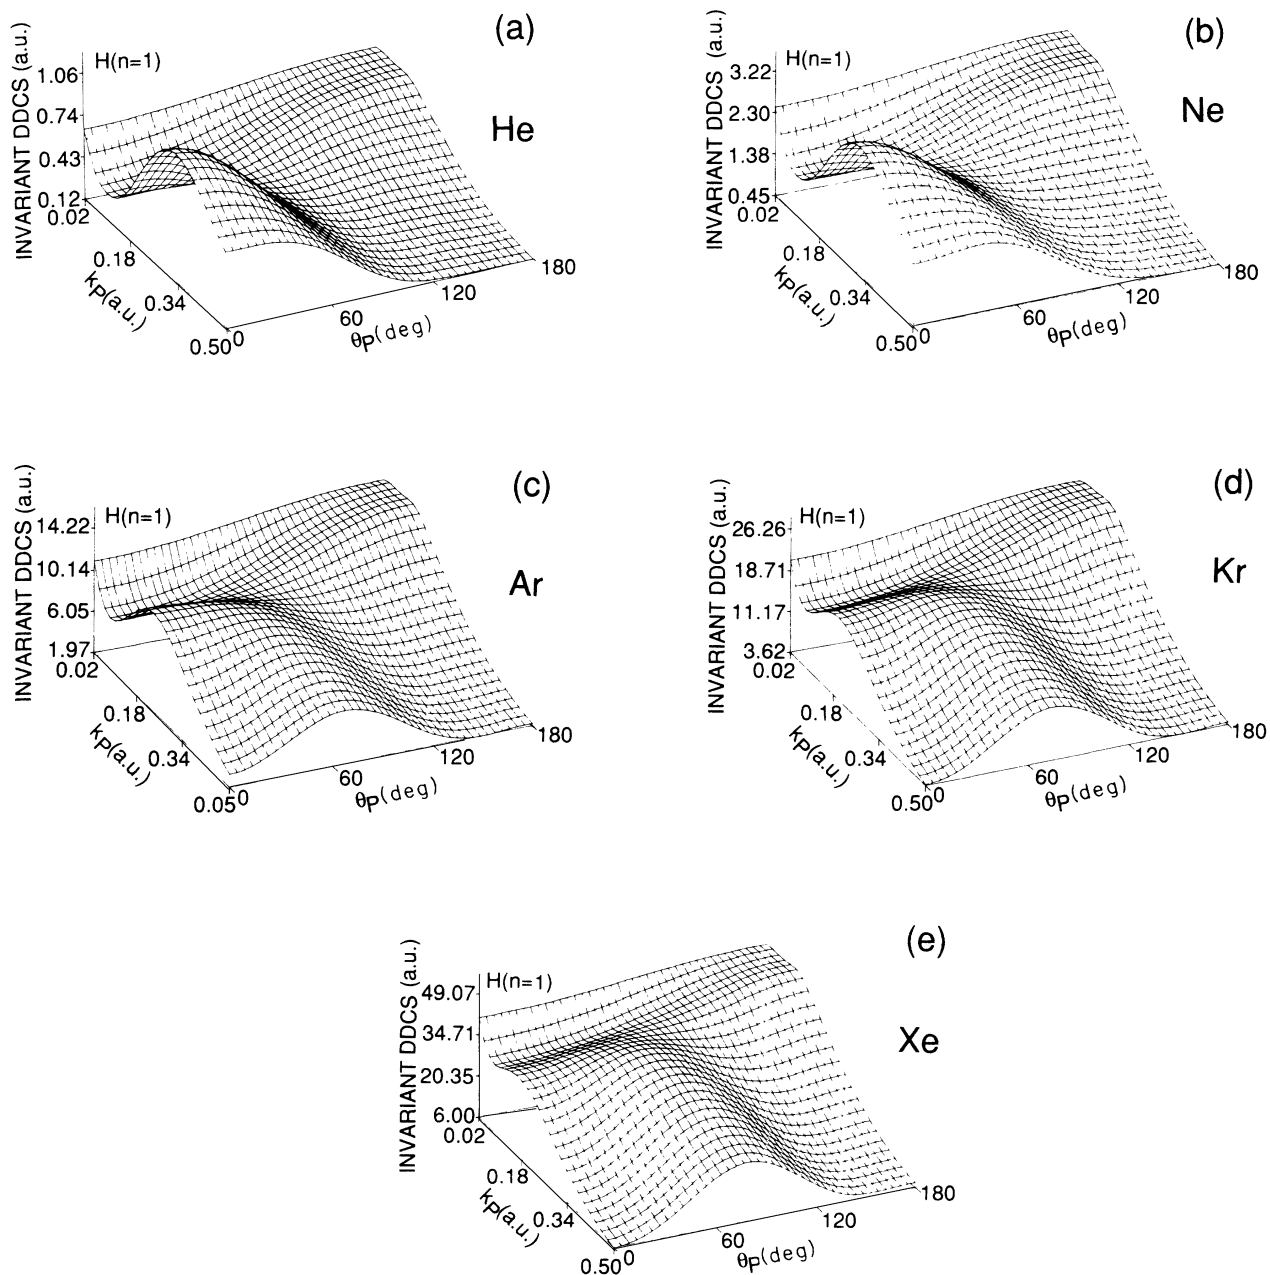 (a)
INVARIANT DDCS (a.u.)
H(n=1)
He
1.06
0.74
0.43
0.12
0.02
0.18
0.34
0.50
kP(a.u.)
0
60
120
180
θP(deg)
(b)
INVARIANT DDCS (a.u.)
H(n=1)
Ne
3.22
2.30
1.38
0.45
0.02
0.18
0.34
0.50
kP(a.u.)
0
60
120
180
θP(deg)
(c)
INVARIANT DDCS (a.u.)
H(n=1)
Ar
14.22
10.14
6.05
1.97
0.02
0.18
0.34
0.05
kP(a.u.)
0
60
120
180
θP(deg)
(d)
INVARIANT DDCS (a.u.)
H(n=1)
Kr
26.26
18.71
11.17
3.62
0.02
0.18
0.34
0.50
kP(a.u.)
0
60
120
180
θP(deg)
(e)
INVARIANT DDCS (a.u.)
H(n=1)
Xe
49.07
34.71
20.35
6.00
0.02
0.18
0.34
0.50
kP(a.u.)
0
60
120
180
θP(deg)